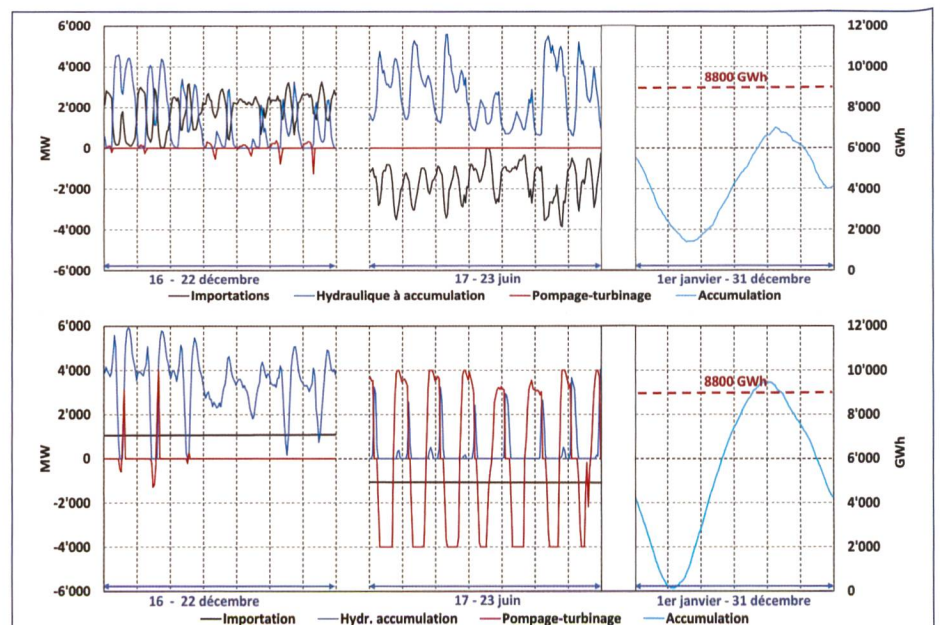 6'000
4'000
2'000
0
-2'000
-4'000
-6'000
MW
12'000
10'000
8'000
6'000
4'000
2'000
0
GWh
8800 GWh
16 - 22 décembre
17 - 23 juin
1er janvier - 31 décembre
Importations
Hydraulique à accumulation
Pompage-turbinage
Accumulation
6'000
4'000
2'000
0
-2'000
-4'000
-6'000
MW
12'000
10'000
8'000
6'000
4'000
2'000
0
GWh
8800 GWh
16 - 22 décembre
17 - 23 juin
1er janvier - 31 décembre
Importation
Hydr. accumulation
Pompage-turbinage
Accumulation